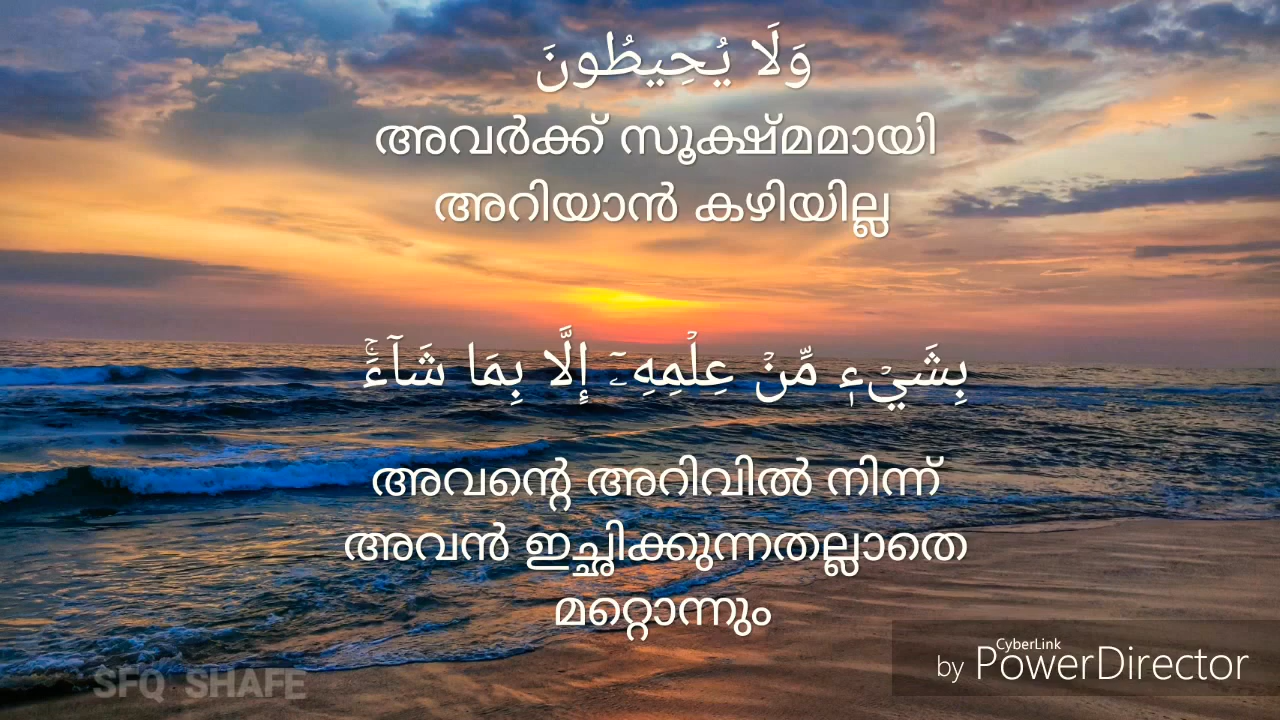 وَلَا يُحِيطُونَ
അവർക്ക് സൂക്ഷ്മമായി
അറിയാൻ കഴിയില്ല
بِشَيۡءٖ مِّنۡ عِلۡمِهِۦٓ إِلَّا بِمَا شَآءَۚ
അവന്റെ അറിവിൽ നിന്ന്
അവൻ ഇച്ഛിക്കുന്നതല്ലാതെ
മറ്റൊന്നും
SFQ SHAFE
CyberLink
by PowerDirector